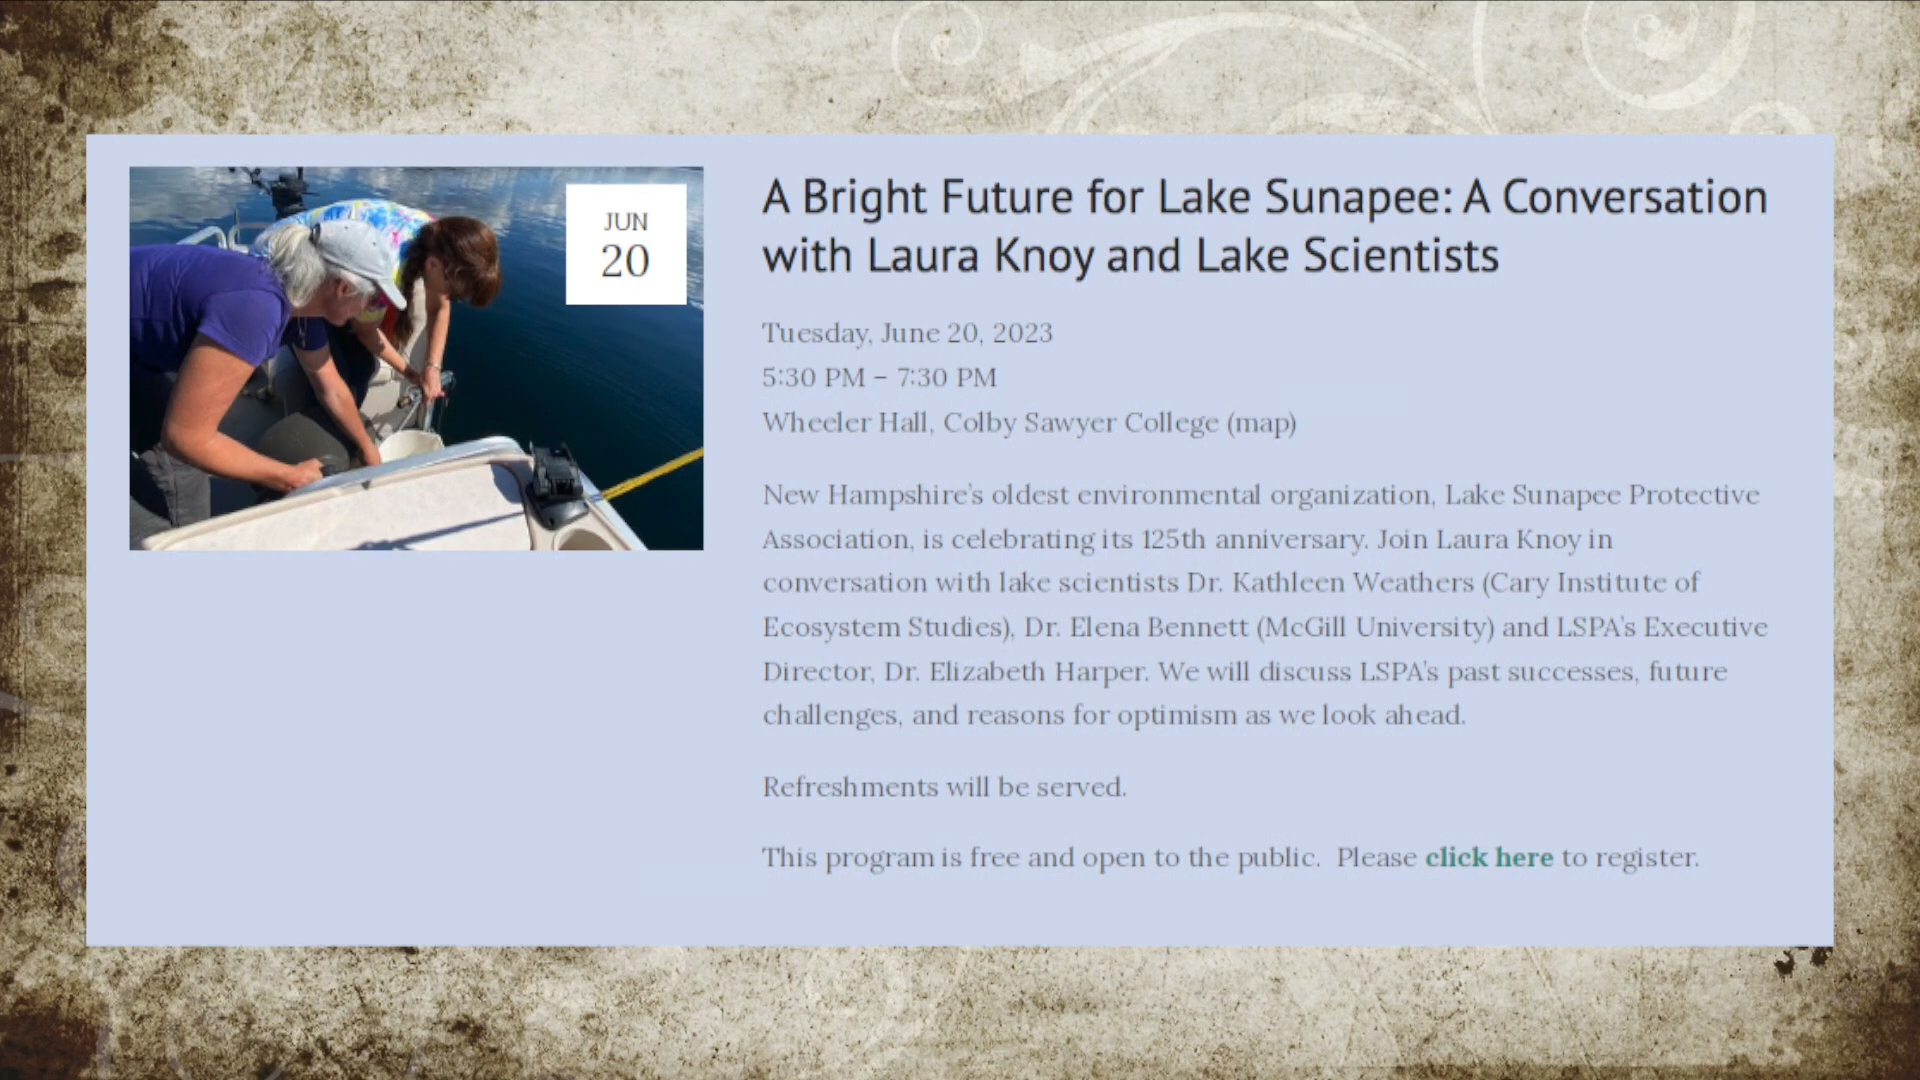 JUN
20
A Bright Future for Lake Sunapee: A Conversation
with Laura Knoy and Lake Scientists
Tuesday, June 20, 2023
5:30 PM – 7:30 PM
Wheeler Hall, Colby Sawyer College (map)
New Hampshire's oldest environmental organization, Lake Sunapee Protective
Association, is celebrating its 125th anniversary. Join Laura Knoy in
conversation with lake scientists Dr. Kathleen Weathers (Cary Institute of
Ecosystem Studies), Dr. Elena Bennett (McGill University) and LSPA's Executive
Director, Dr. Elizabeth Harper. We will discuss LSPA's past successes, future
challenges, and reasons for optimism as we look ahead.
Refreshments will be served.
This program is free and open to the public. Please click here to register.